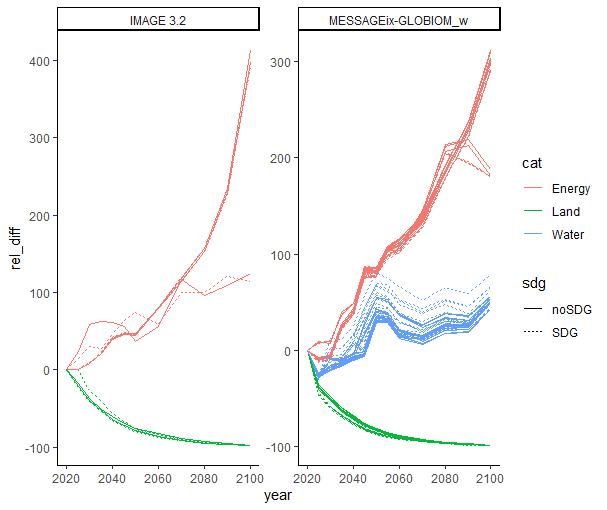 IMAGE 3.2
MESSAGEix-GLOBIOM_w
400
300
200
100
0
-100
300
200
100
0
-100
rel_diff
2020 2040 2060 2080 2100
2020 2040 2060 2080 2100
year
cat
Energy
Land
Water
sdg
noSDG
SDG